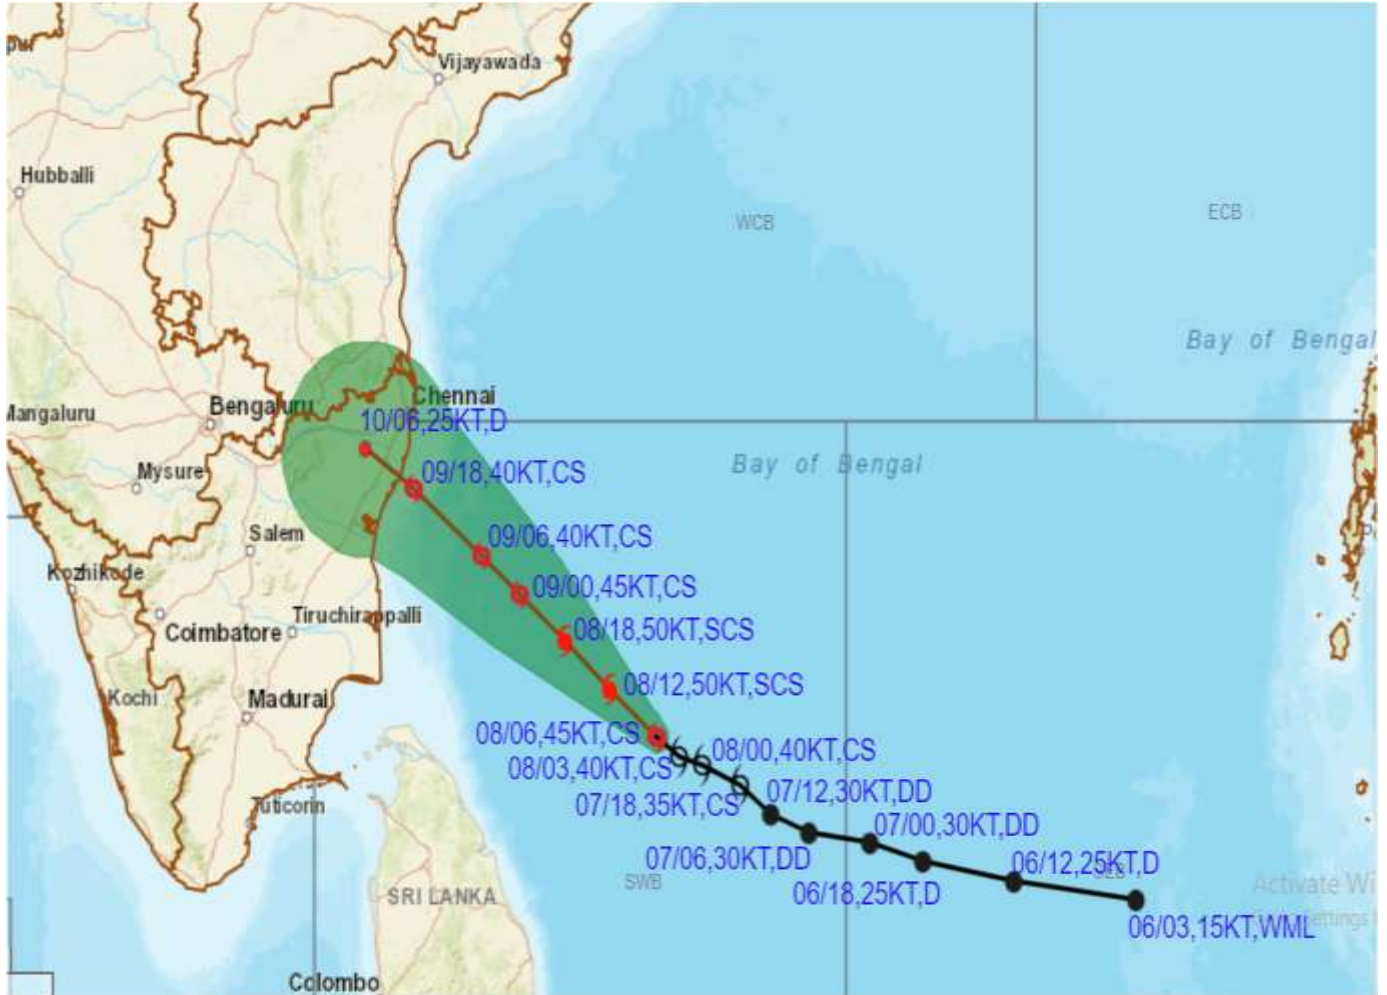 pur
Vijayawada
Hubballi
ECB
WCB
Bay of Bengal
Chennai
Bengaluru
Mangaluru
10/06,25KT,D
Bay of Bengal
Mysure
09/18,40KT,CS
Salem
09/06,40KT,CS
Kozhikode
09/00,45KT,CS
Tiruchirappalli
Coimbatore
08/18,50KT,SCS
08/12,50KT,SCS
Kochi
Madurai
08/06,45KT,CS
08/00,40KT,CS
08/03,40KT,CS
07/12,30KT,DD
07/18,35KT,CS
Tuticorin
07/00,30KT,DD
07/06,30KT,DD
06/12,25KT,D
SWB
06/18,25KT,D
SRI LANKA
Activate Wi
06/03,15KT,WML
ettings
Colombo